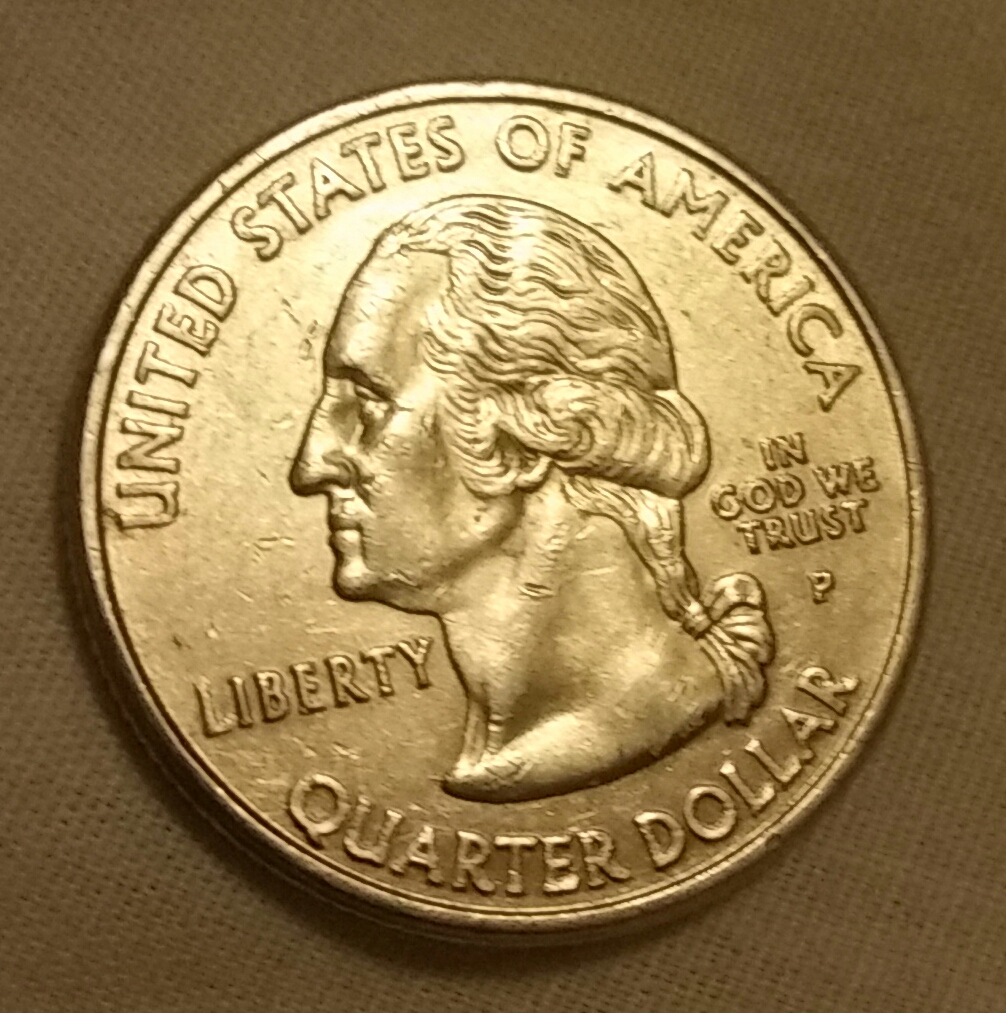 UNITED STATES OF AMERICA
IN
GOD WE
TRUST
P
LIBERTY
QUARTER DOLLAR